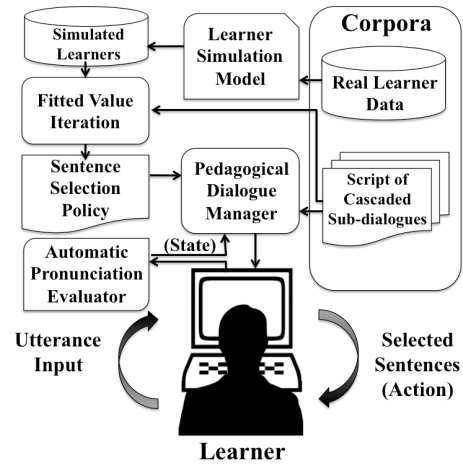 Corpora
Simulated
Learners
Learner
Simulation
Model
Real Learner
Data
Fitted Value
Iteration
Sentence
Selection
Policy
Pedagogical
Dialogue
Manager
Script of
Cascaded
Sub-dialogues
(State)
Automatic
Pronunciation
Evaluator
Utterance
Input
Selected
Sentences
(Action)
Learner